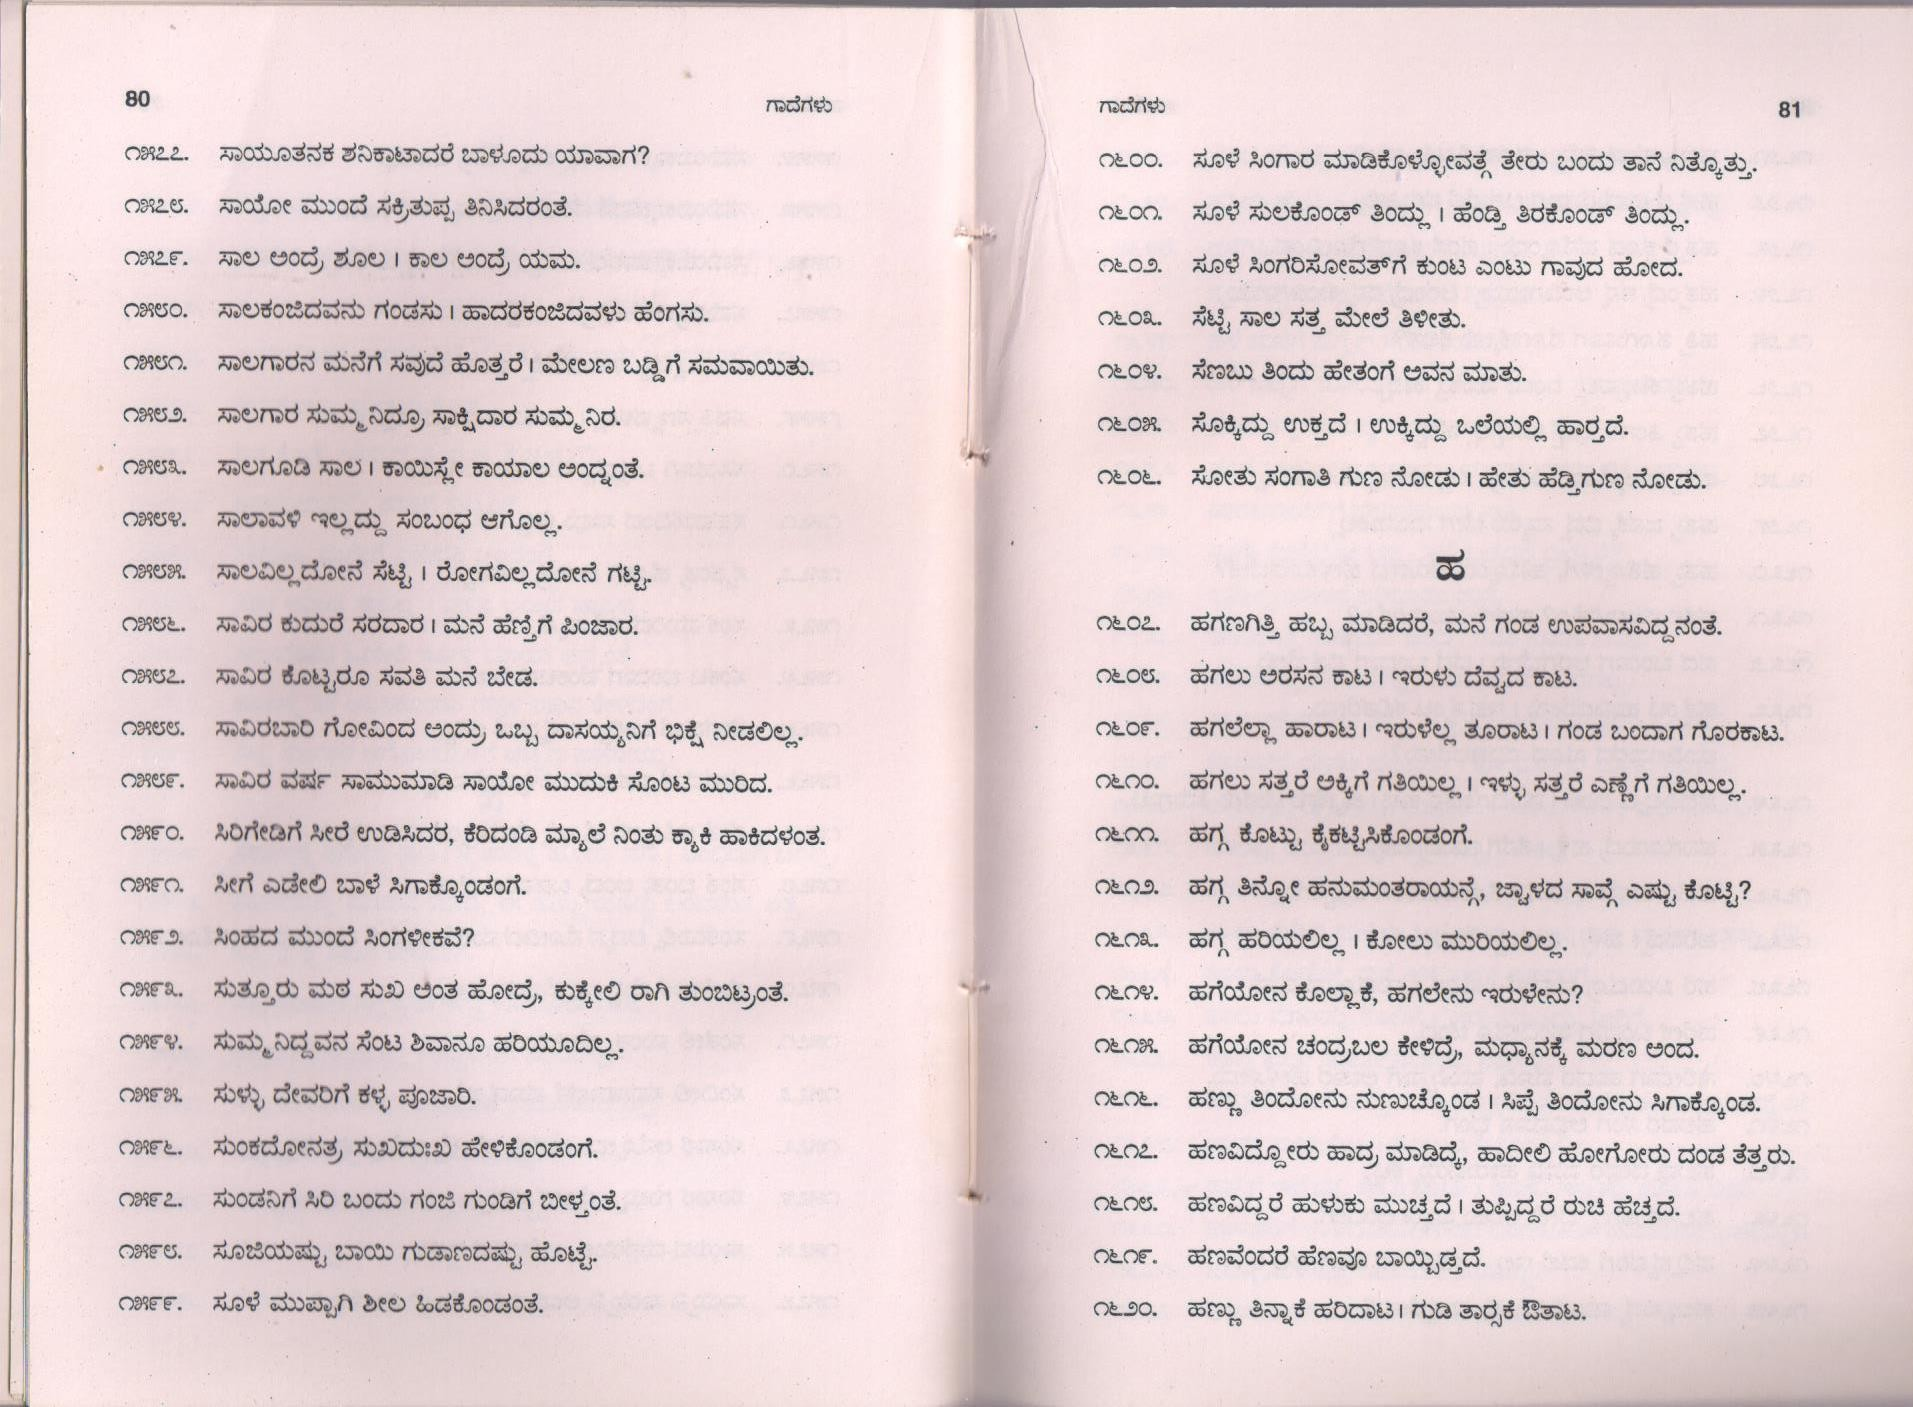 80
ಗಾದೆಗಳು
೧೫೭೭. ಸಾಯೂತನಕ ಶನಿಕಾಟಾದರೆ ಬಾಳೂದು ಯಾವಾಗ?
೧೫೭೮. ಸಾಯೋ ಮುಂದೆ ಸಕ್ರಿತುಪ್ಪ ತಿನಿಸಿದರಂತೆ.
೧೫೭೯. ಸಾಲ ಅಂದ್ರೆ ಶೂಲ । ಕಾಲ ಅಂದ್ರೆ ಯಮ.
೧೫೮೦. ಸಾಲಕಂಜಿದವನು ಗಂಡಸು । ಹಾದರಕಂಜಿದವಳು ಹೆಂಗಸು.
೧೫೮೧. ಸಾಲಗಾರನ ಮನೆಗೆ ಸವುದೆ ಹೊತ್ತರೆ । ಮೇಲಣ ಬಡ್ಡಿಗೆ ಸಮವಾಯಿತು.
೧೫೮೨. ಸಾಲಗಾರ ಸುಮ್ಮನಿದ್ರೂ ಸಾಕ್ಷಿದಾರ ಸುಮ್ಮನಿರ.
೧೫೮೩. ಸಾಲಗೂಡಿ ಸಾಲ । ಕಾಯಿಸ್ಲೇ ಕಾಯಾಲ ಅಂದ್ನಂತೆ.
೧೫೮೪. ಸಾಲಾವಳಿ ಇಲ್ಲದ್ದು ಸಂಬಂಧ ಆಗೊಲ್ಲ.
೧೫೮೫. ಸಾಲವಿಲ್ಲದೋನೆ ಸೆಟ್ಟಿ । ರೋಗವಿಲ್ಲದೋನೆ ಗಟ್ಟಿ.
೧೫೮೬. ಸಾವಿರ ಕುದುರೆ ಸರದಾರ । ಮನೆ ಹೆಣ್ತಿಗೆ ಪಿಂಜಾರ.
೧೫೮೭. ಸಾವಿರ ಕೊಟ್ಟರೂ ಸವತಿ ಮನೆ ಬೇಡ.
೧೫೮೮. ಸಾವಿರಬಾರಿ ಗೋವಿಂದ ಅಂದ್ರು ಒಬ್ಬ ದಾಸಯ್ಯನಿಗೆ ಭಿಕ್ಷೆ ನೀಡಲಿಲ್ಲ.
೧೫೮೯. ಸಾವಿರ ವರ್ಷ ಸಾಮುಮಾಡಿ ಸಾಯೋ ಮುದುಕಿ ಸೊಂಟ ಮುರಿದ.
೧೫೯೦. ಸಿರಿಗೇಡಿಗೆ ಸೀರೆ ಉಡಿಸಿದರ, ಕೆರಿದಂಡಿ ಮ್ಯಾಲೆ ನಿಂತು ಕ್ಯಾಕಿ ಹಾಕಿದಳಂತ.
೧೫೯೧. ಸೀಗೆ ಎಡೇಲಿ ಬಾಳೆ ಸಿಗಾಕ್ಕೊಂಡಂಗೆ.
೧೫೯೨. ಸಿಂಹದ ಮುಂದೆ ಸಿಂಗಳೀಕವೆ?
೧೫೯೩. ಸುತ್ತೂರು ಮಠ ಸುಖ ಅಂತ ಹೋದ್ರೆ, ಕುಕ್ಕೇಲಿ ರಾಗಿ ತುಂಬಿಟ್ರಂತೆ.
೧೫೯೪. ಸುಮ್ಮನಿದ್ದವನ ಸೆಂಟ ಶಿವಾನೂ ಹರಿಯೂದಿಲ್ಲ.
೧೫೯೫. ಸುಳ್ಳು ದೇವರಿಗೆ ಕಳ್ಳ ಪೂಜಾರಿ.
೧೫೯೬. ಸುಂಕದೋನತ್ರ ಸುಖದುಃಖ ಹೇಳಿಕೊಂಡಂಗೆ.
೧೫೯೭. ಸುಂಡನಿಗೆ ಸಿರಿ ಬಂದು ಗಂಜಿ ಗುಂಡಿಗೆ ಬೀಳ್ತಂತೆ.
೧೫೯೮. ಸೂಜಿಯಷ್ಟು ಬಾಯಿ ಗುಡಾಣದಷ್ಟು ಹೊಟ್ಟೆ.
೧೫೯೯. ಸೂಳೆ ಮುಪ್ಪಾಗಿ ಶೀಲ ಹಿಡಕೊಂಡಂತೆ.
ಗಾದೆಗಳು
81
೧೬೦೦. ಸೂಳೆ ಸಿಂಗಾರ ಮಾಡಿಕೊಳ್ಳೋವತ್ಗೆ ತೇರು ಬಂದು ತಾನೆ ನಿತ್ಕೊತ್ತು.
೧೬೦೧. ಸೂಳೆ ಸುಲಕೊಂಡ್ ತಿಂದ್ಲು । ಹೆಂಡ್ತಿ ತಿರಕೊಂಡ್ ತಿಂದ್ಲು.
೧೬೦೨. ಸೂಳೆ ಸಿಂಗರಿಸೋವತ್‌ಗೆ ಕುಂಟ ಎಂಟು ಗಾವುದ ಹೋದ.
೧೬೦೩. ಸೆಟ್ಟಿ ಸಾಲ ಸತ್ತ ಮೇಲೆ ತಿಳೀತು.
೧೬೦೪. ಸೆಣಬು ತಿಂದು ಹೇತಂಗೆ ಅವನ ಮಾತು.
೧೬೦೫. ಸೊಕ್ಕಿದ್ದು ಉಕ್ತದೆ । ಉಕ್ಕಿದ್ದು ಒಲೆಯಲ್ಲಿ ಹಾರ‍್ತದೆ.
೧೬೦೬. ಸೋತು ಸಂಗಾತಿ ಗುಣ ನೋಡು । ಹೇತು ಹೆಡ್ತಿಗುಣ ನೋಡು.
ಹ
೧೬೦೭. ಹಗಣಗಿತ್ತಿ ಹಬ್ಬ ಮಾಡಿದರೆ, ಮನೆ ಗಂಡ ಉಪವಾಸವಿದ್ದನಂತೆ.
೧೬೦೮. ಹಗಲು ಅರಸನ ಕಾಟ । ಇರುಳು ದೆವ್ವದ ಕಾಟ.
೧೬೦೯. ಹಗಲೆಲ್ಲಾ ಹಾರಾಟ । ಇರುಳೆಲ್ಲ ತೂರಾಟ । ಗಂಡ ಬಂದಾಗ ಗೊರಕಾಟ.
೧೬೧೦. ಹಗಲು ಸತ್ತರೆ ಅಕ್ಕಿಗೆ ಗತಿಯಿಲ್ಲ । ಇಳ್ಳು ಸತ್ತರೆ ಎಣ್ಣೆಗೆ ಗತಿಯಿಲ್ಲ.
೧೬೧೧. ಹಗ್ಗ ಕೊಟ್ಟು ಕೈಕಟ್ಟಿಸಿಕೊಂಡಂಗೆ.
೧೬೧೨. ಹಗ್ಗ ತಿನ್ನೋ ಹನುಮಂತರಾಯನ್ಗೆ, ಜ್ವಾಳದ ಸಾವ್ಗೆ ಎಷ್ಟು ಕೊಟ್ಟಿ?
೧೬೧೩. ಹಗ್ಗ ಹರಿಯಲಿಲ್ಲ । ಕೋಲು ಮುರಿಯಲಿಲ್ಲ.
೧೬೧೪. ಹಗೆಯೋನ ಕೊಲ್ಲಾಕೆ, ಹಗಲೇನು ಇರುಳೇನು?
೧೬೧೫. ಹಗೆಯೋನ ಚಂದ್ರಬಲ ಕೇಳಿದ್ರೆ, ಮಧ್ಯಾನಕ್ಕೆ ಮರಣ ಅಂದ.
೧೬೧೬. ಹಣ್ಣು ತಿಂದೋನು ನುಣುಚ್ಕೊಂಡ । ಸಿಪ್ಪೆ ತಿಂದೋನು ಸಿಗಾಕ್ಕೊಂಡ.
೧೬೧೭. ಹಣವಿದ್ದೋರು ಹಾದ್ರ ಮಾಡಿದ್ಕೆ, ಹಾದೀಲಿ ಹೋಗೋರು ದಂಡ ತೆತ್ತರು.
೧೬೧೮. ಹಣವಿದ್ದರೆ ಹುಳುಕು ಮುಚ್ತದೆ । ತುಪ್ಪಿದ್ದರೆ ರುಚಿ ಹೆಚ್ತದೆ.
೧೬೧೯. ಹಣವೆಂದರೆ ಹೆಣವೂ ಬಾಯ್ಬಿಡ್ತದೆ.
೧೬೨೦. ಹಣ್ಣು ತಿನ್ನಾಕೆ ಹರಿದಾಟ । ಗುಡಿ ತಾರ‍್ಸಕೆ ಔತಾಟ.